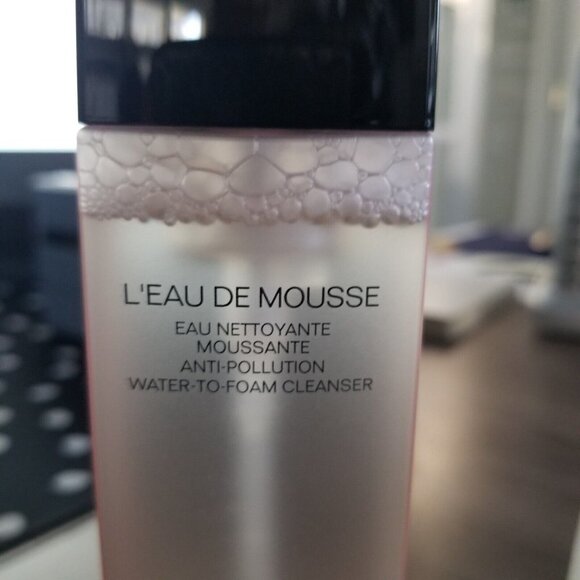 L'EAU DE MOUSSE
EAU NETTOYANTE
MOUSSANTE
ANTI-POLLUTION
WATER-TO-FOAM CLEANSER